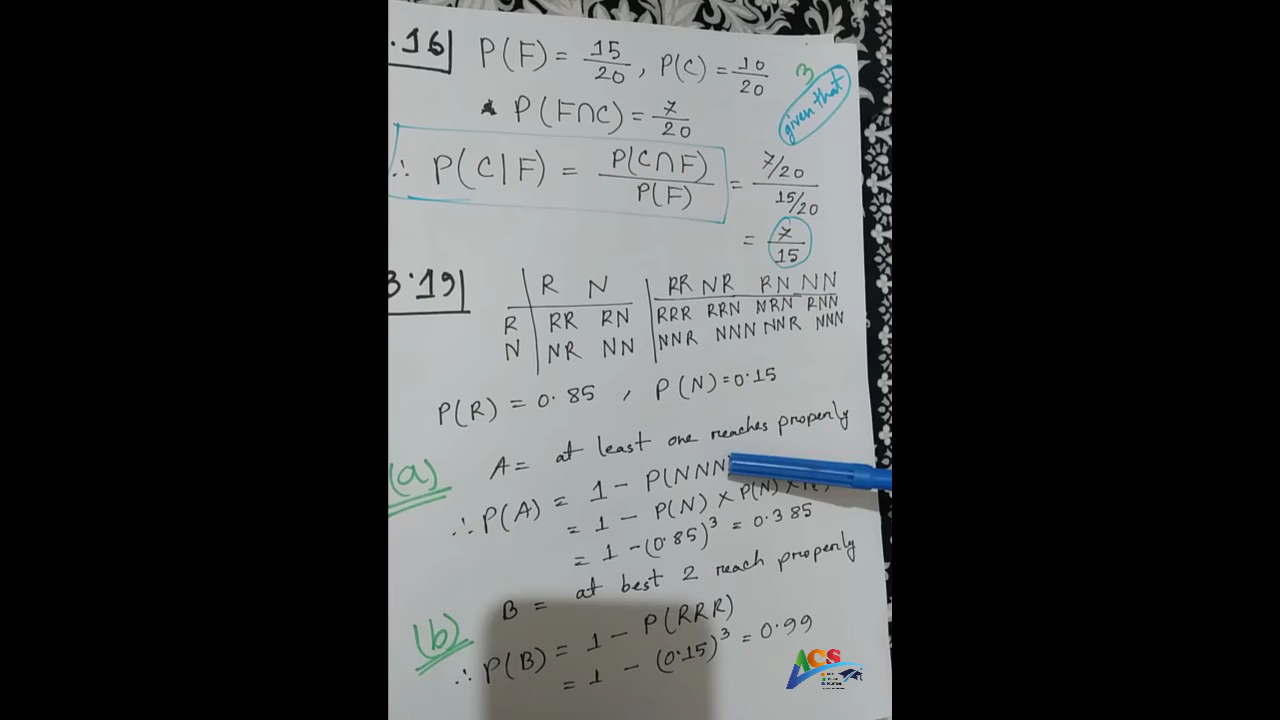 .16| P(F) = 15/20, P(C) = 10/20 3
given that
P(F∩C) = 7/20
∴ P(C|F) = P(C∩F)/P(F) = 7/20 / 15/20
= 7/15
3.19|
R N | RR NR RN NN
R | RR RN | RRR RRN NRN RNN
N | NR NN | NNR NNN NNR NNN
P(R) = 0.85, P(N) = 0.15
(a) A = at least one reaches properly
∴ P(A) = 1 - P(NNN
= 1 - P(N) × P(N) ×
= 1 - (0.85)³ = 0.385
(b) B = at best 2 reach properly
∴ P(B) = 1 - P(RRR)
= 1 - (0.15)³ = 0.99
ACS